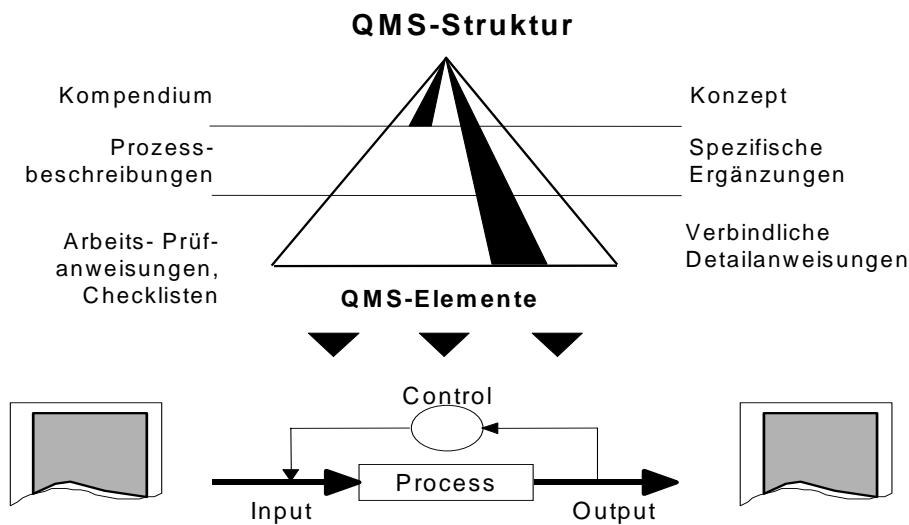 QMS-Struktur
Kompendium
Konzept
Prozess-
beschreibungen
Spezifische
Ergänzungen
Arbeits- Prüf-
anweisungen,
Checklisten
Verbindliche
Detailanweisungen
QMS-Elemente
Control
Process
Input
Output